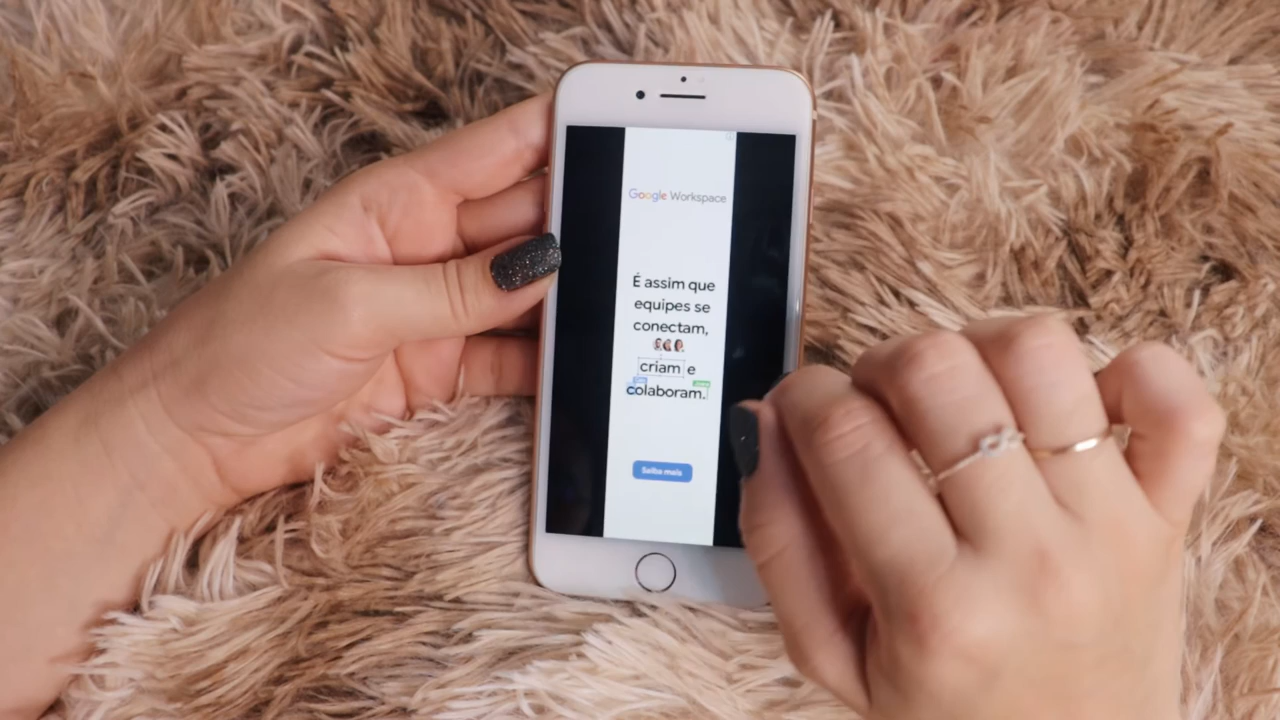 Google Workspace
É assim que
equipes se
conectam,
criam e
colaboram.
Saiba mais